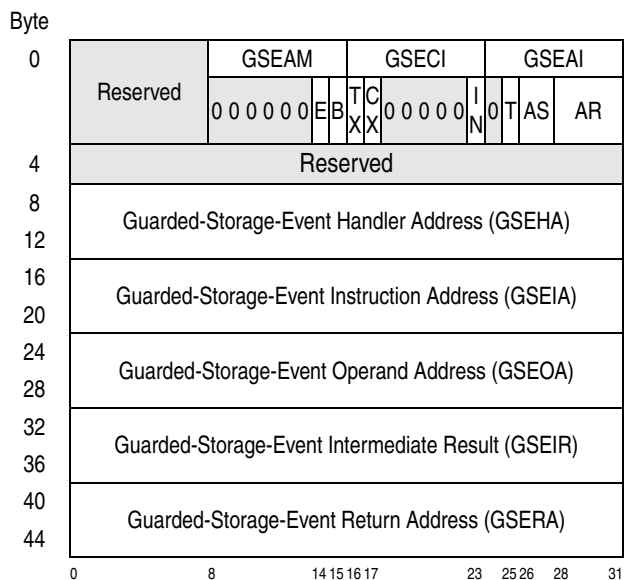 Byte
0
Reserved
GSEAM GSECI GSEAI
0 0 0 0 0 0 E B TX CX 0 0 0 0 0 IN 0 T AS AR
4 Reserved
8
Guarded-Storage-Event Handler Address (GSEHA)
12
16
Guarded-Storage-Event Instruction Address (GSEIA)
20
24
Guarded-Storage-Event Operand Address (GSEOA)
28
32
Guarded-Storage-Event Intermediate Result (GSEIR)
36
40
Guarded-Storage-Event Return Address (GSERA)
44
0 8 14 15 16 17 23 25 26 28 31